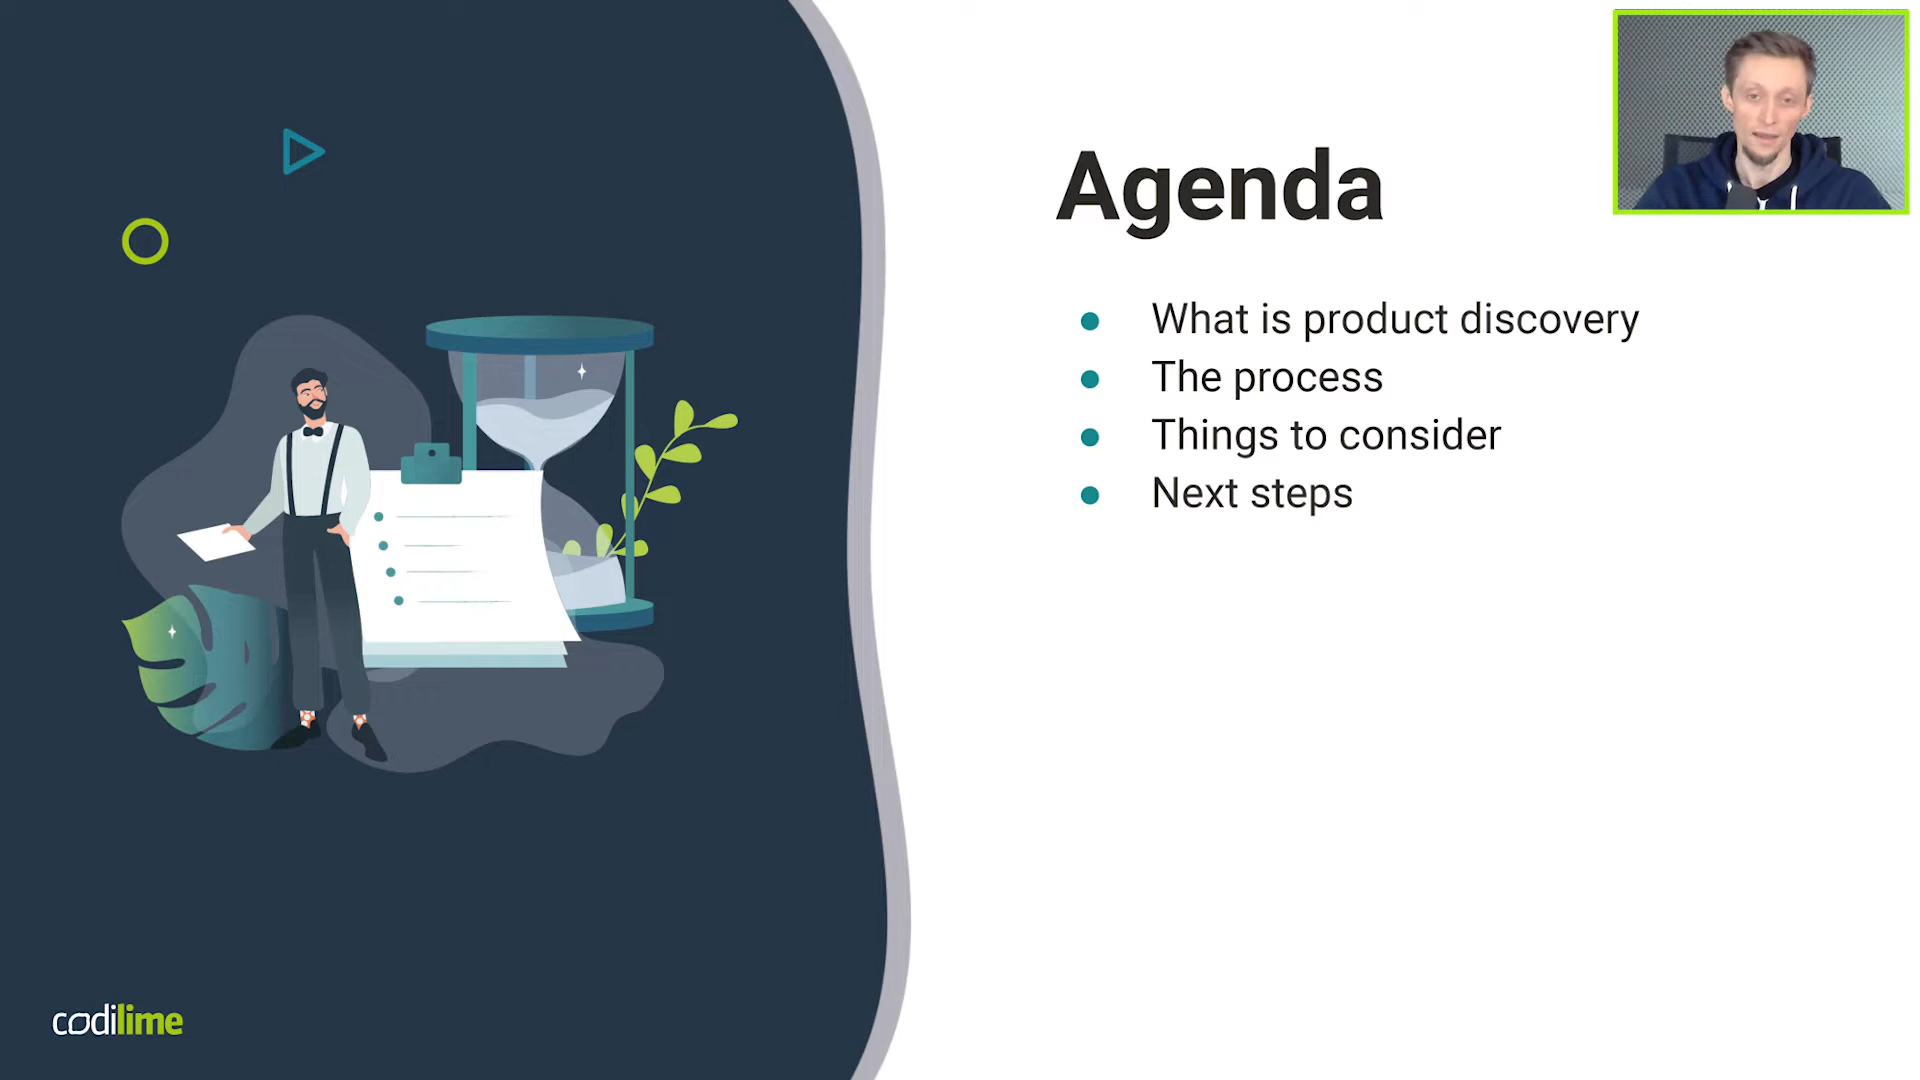 Agenda
What is product discovery
The process
Things to consider
Next steps
codilime